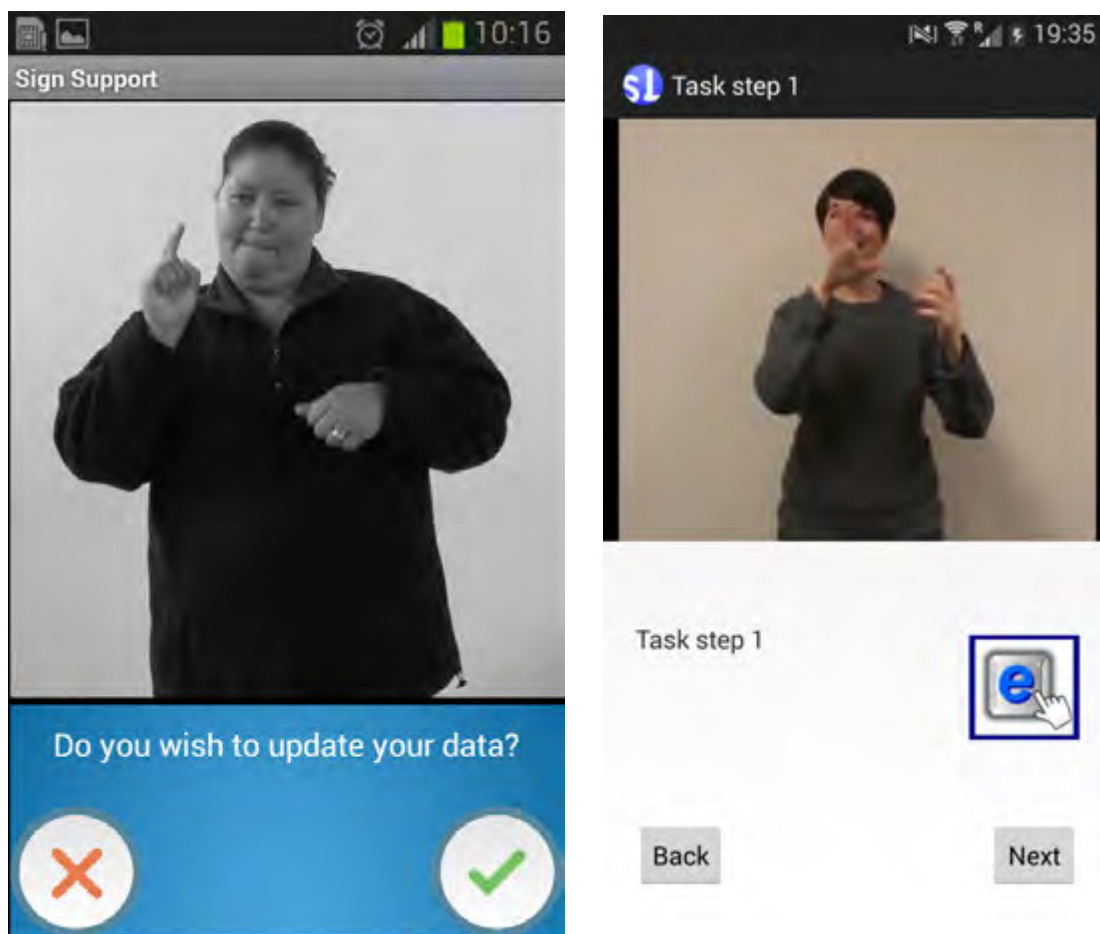 10:16
Sign Support
Do you wish to update your data?
R 19:35
SL Task step 1
Task step 1
e
Back
Next